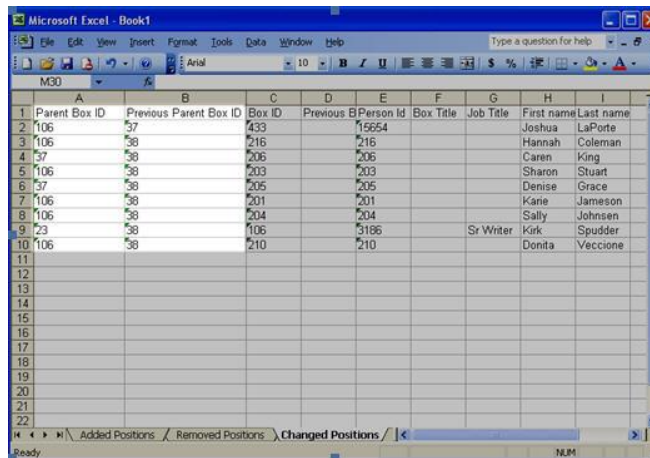 Microsoft Excel - Book1
File Edit View Insert Format Tools Data Window Help Type a question for help
Arial 10 B I U $ %
M30 fx
A B C D E F G H I
1 Parent Box ID Previous Parent Box ID Box ID Previous B Person Id Box Title Job Title First name Last name
2 106 37 433 15654 Joshua LaPorte
3 106 38 216 216 Hannah Coleman
4 37 38 206 206 Caren King
5 106 38 203 203 Sharon Stuart
6 37 38 205 205 Denise Grace
7 106 38 201 201 Karie Jameson
8 106 38 204 204 Sally Johnsen
9 23 38 106 3186 Sr Writer Kirk Spudder
10 106 38 210 210 Donita Veccione
11
12
13
14
15
16
17
18
19
20
21
22
Added Positions Removed Positions Changed Positions
Ready NUM